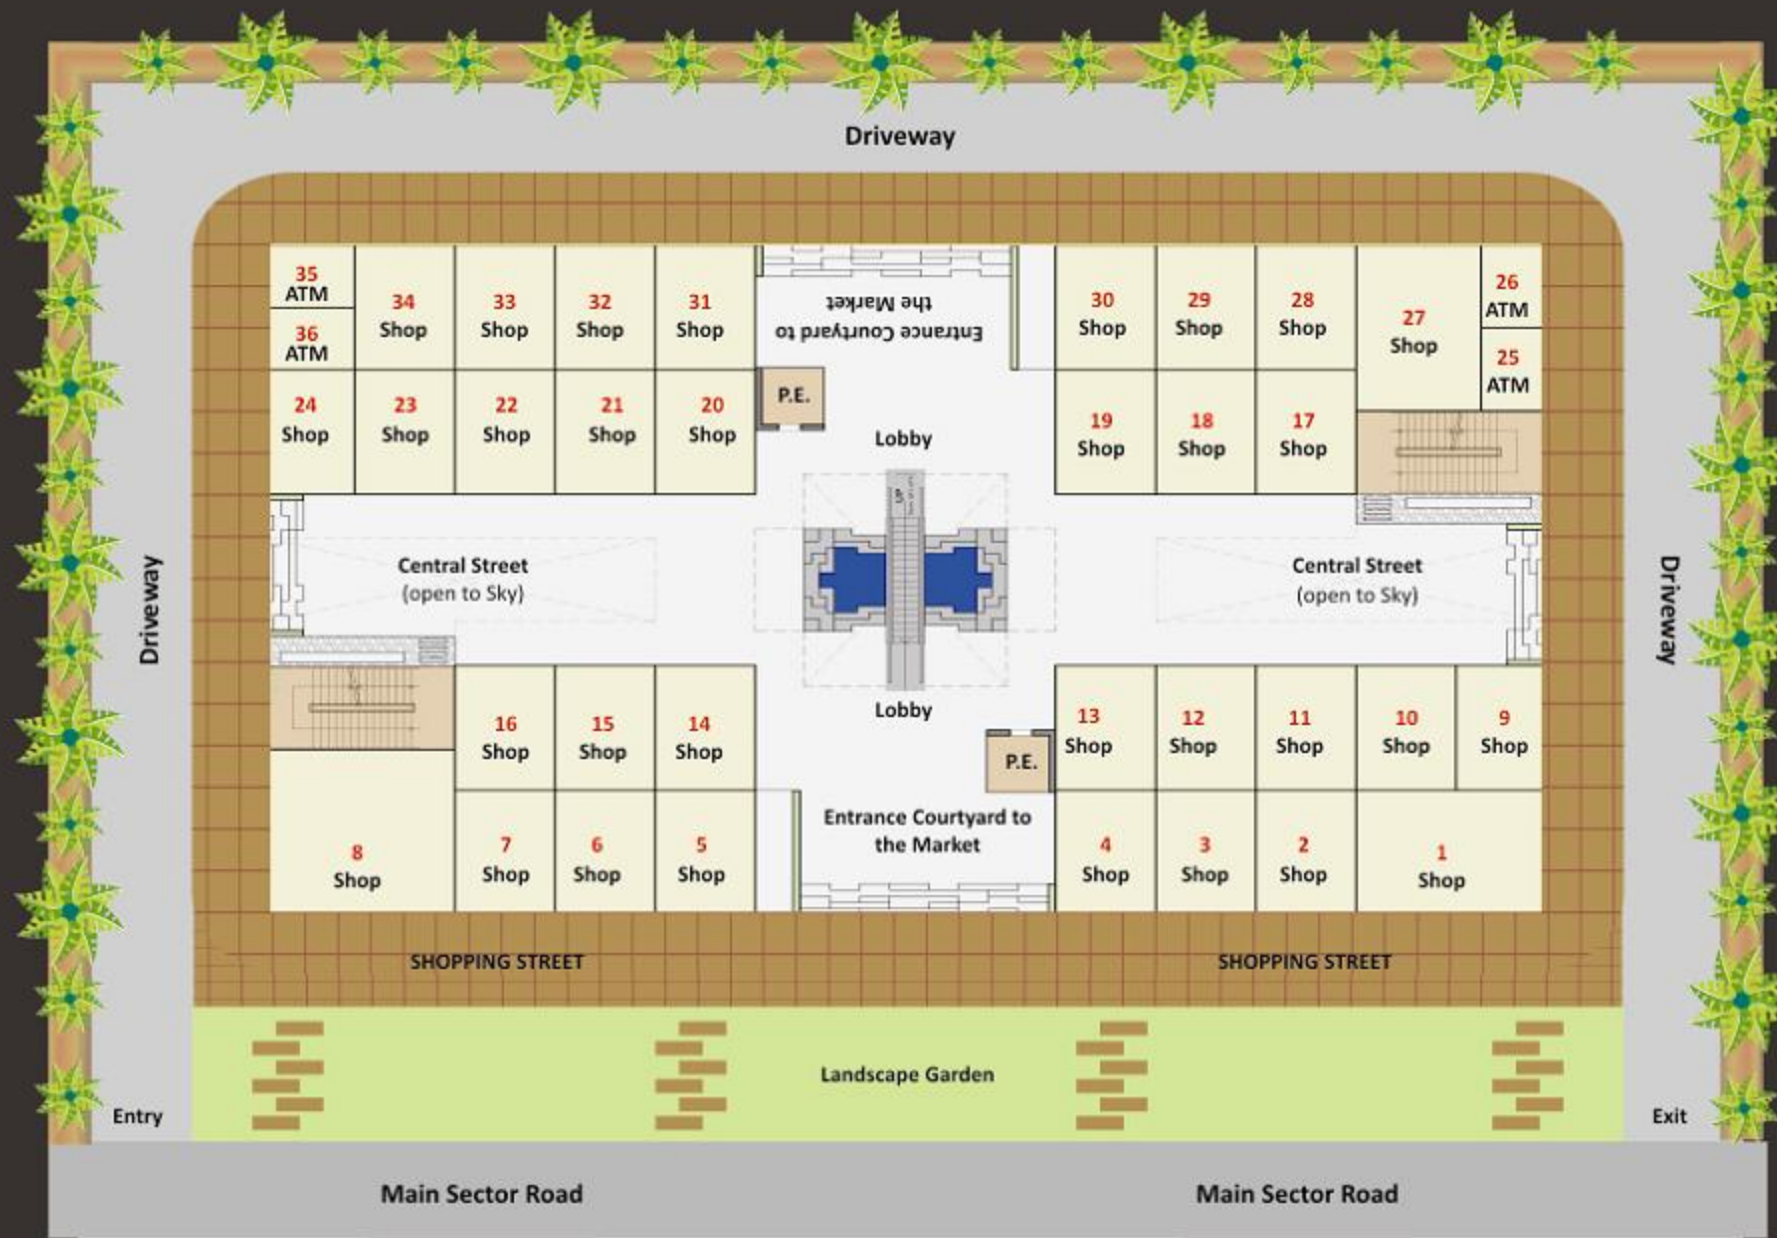 Driveway
35
ATM
36
ATM
34
Shop
33
Shop
32
Shop
31
Shop
Entrance Courtyard to
the Market
30
Shop
29
Shop
28
Shop
27
Shop
26
ATM
25
ATM
24
Shop
23
Shop
22
Shop
21
Shop
20
Shop
P.E.
Lobby
19
Shop
18
Shop
17
Shop
UP
Driveway
Central Street
(open to Sky)
Central Street
(open to Sky)
Driveway
Lobby
16
Shop
15
Shop
14
Shop
P.E.
13
Shop
12
Shop
11
Shop
10
Shop
9
Shop
8
Shop
7
Shop
6
Shop
5
Shop
Entrance Courtyard to
the Market
4
Shop
3
Shop
2
Shop
1
Shop
SHOPPING STREET
SHOPPING STREET
Landscape Garden
Entry
Exit
Main Sector Road
Main Sector Road